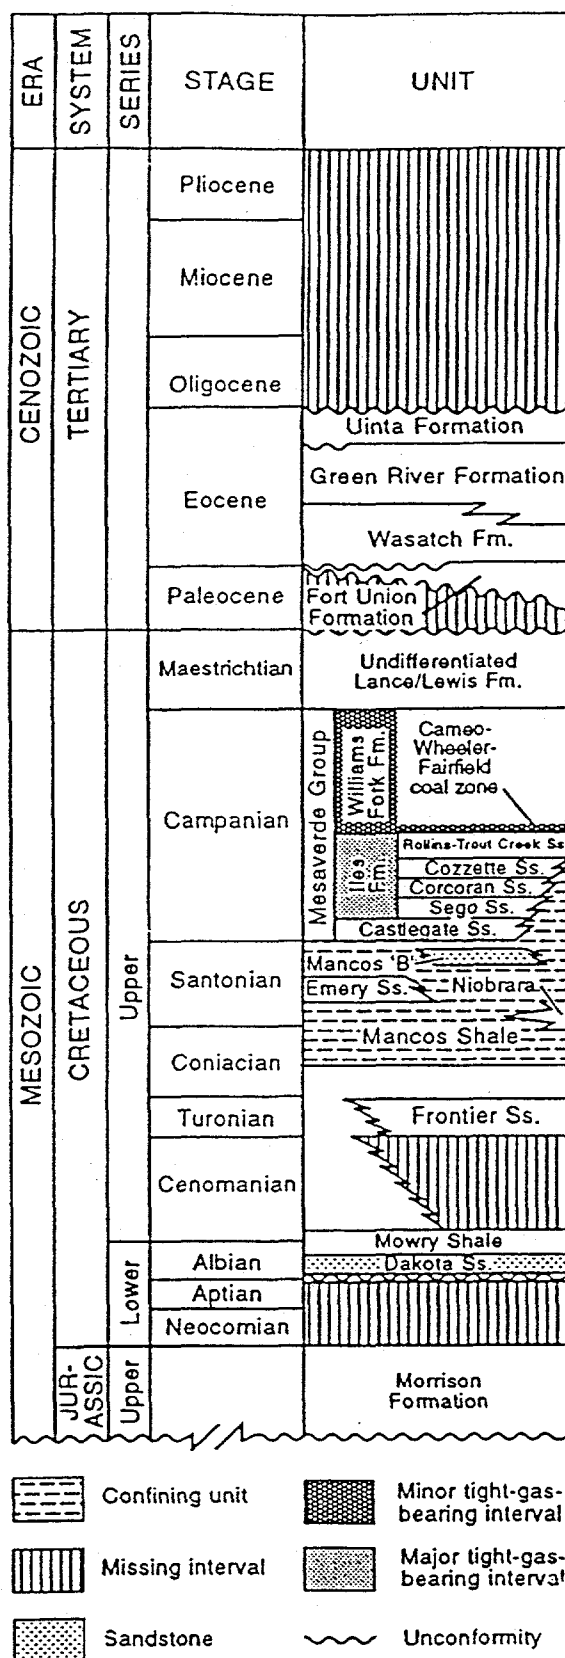 ERA
SYSTEM
SERIES
STAGE
UNIT
CENOZOIC
TERTIARY
Pliocene
Miocene
Oligocene
Eocene
Paleocene
Uinta Formation
Green River Formation
Wasatch Fm.
Fort Union
Formation
MESOZOIC
CRETACEOUS
Upper
Maestrichtian
Undifferentiated
Lance/Lewis Fm.
Campanian
Mesaverde Group
Williams
Fork Fm.
Cameo-
Wheeler-
Fairfield
coal zone
Iles
Fm.
Rollins-Trout Creek Ss
Cozzette Ss.
Corcoran Ss.
Sego Ss.
Castlegate Ss.
Santonian
Mancos 'B'
Emery Ss.
Niobrara
Mancos Shale
Coniacian
Turonian
Frontier Ss.
Cenomanian
Mowry Shale
Lower
Albian
Dakota Ss.
Aptian
Neocomian
JUR-
ASSIC
Upper
Morrison
Formation
Confining unit
Minor tight-gas-
bearing interval
Missing interval
Major tight-gas-
bearing interval
Sandstone
Unconformity